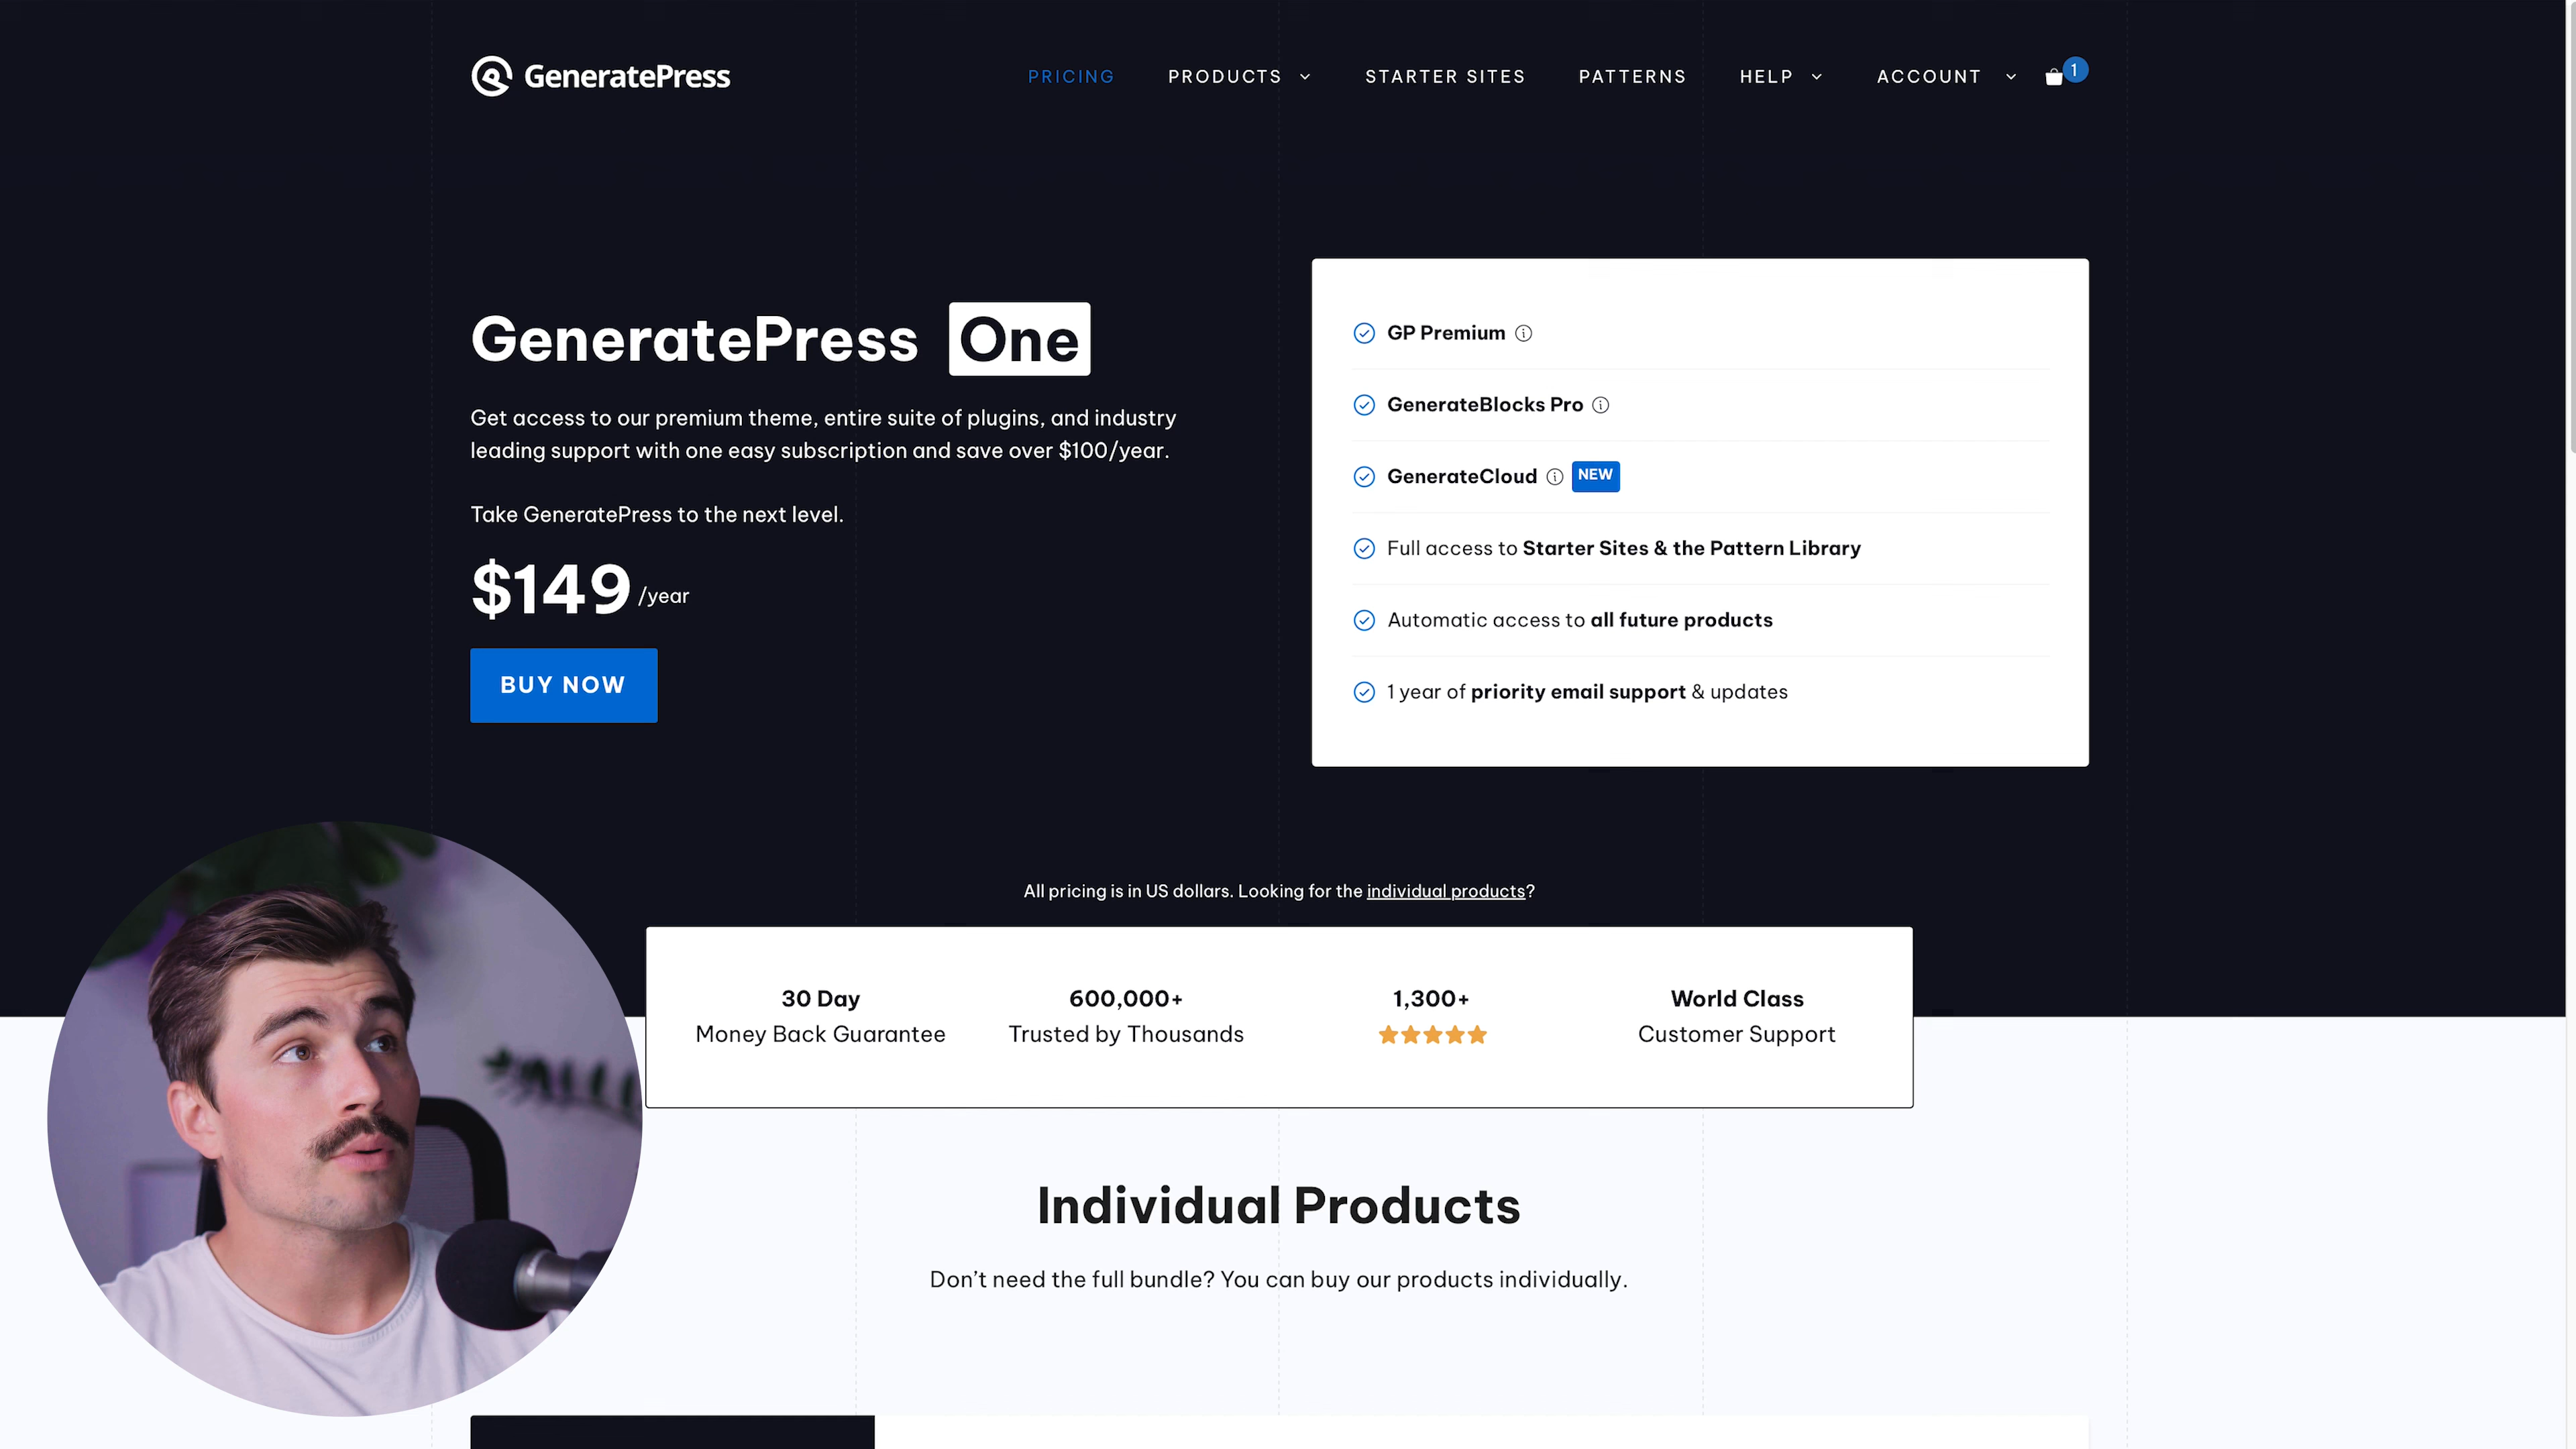 GeneratePress
PRICING
PRODUCTS
STARTER SITES
PATTERNS
HELP
ACCOUNT
1
GeneratePress One
Get access to our premium theme, entire suite of plugins, and industry
leading support with one easy subscription and save over $100/year.
Take GeneratePress to the next level.
$149 /year
BUY NOW
GP Premium
GenerateBlocks Pro
GenerateCloud NEW
Full access to Starter Sites & the Pattern Library
Automatic access to all future products
1 year of priority email support & updates
All pricing is in US dollars. Looking for the individual products?
30 Day
Money Back Guarantee
600,000+
Trusted by Thousands
1,300+
World Class
Customer Support
Individual Products
Don't need the full bundle? You can buy our products individually.